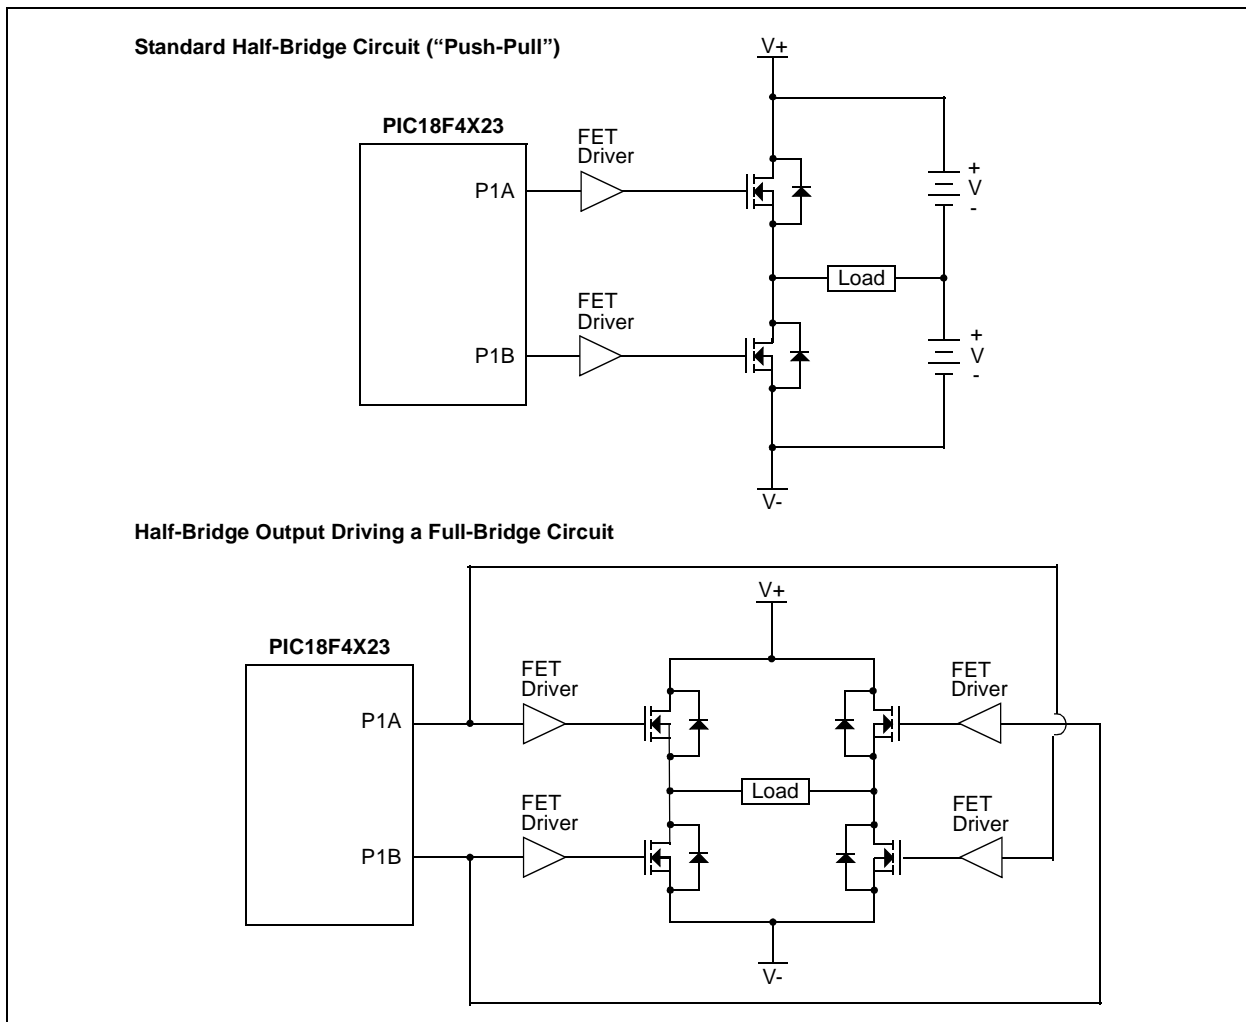 Standard Half-Bridge Circuit (“Push-Pull”)
V+
PIC18F4X23
FET
Driver
P1A
+
V
-
Load
FET
Driver
P1B
+
V
-
V-
Half-Bridge Output Driving a Full-Bridge Circuit
V+
PIC18F4X23
FET
Driver
FET
Driver
P1A
Load
FET
Driver
FET
Driver
P1B
V-